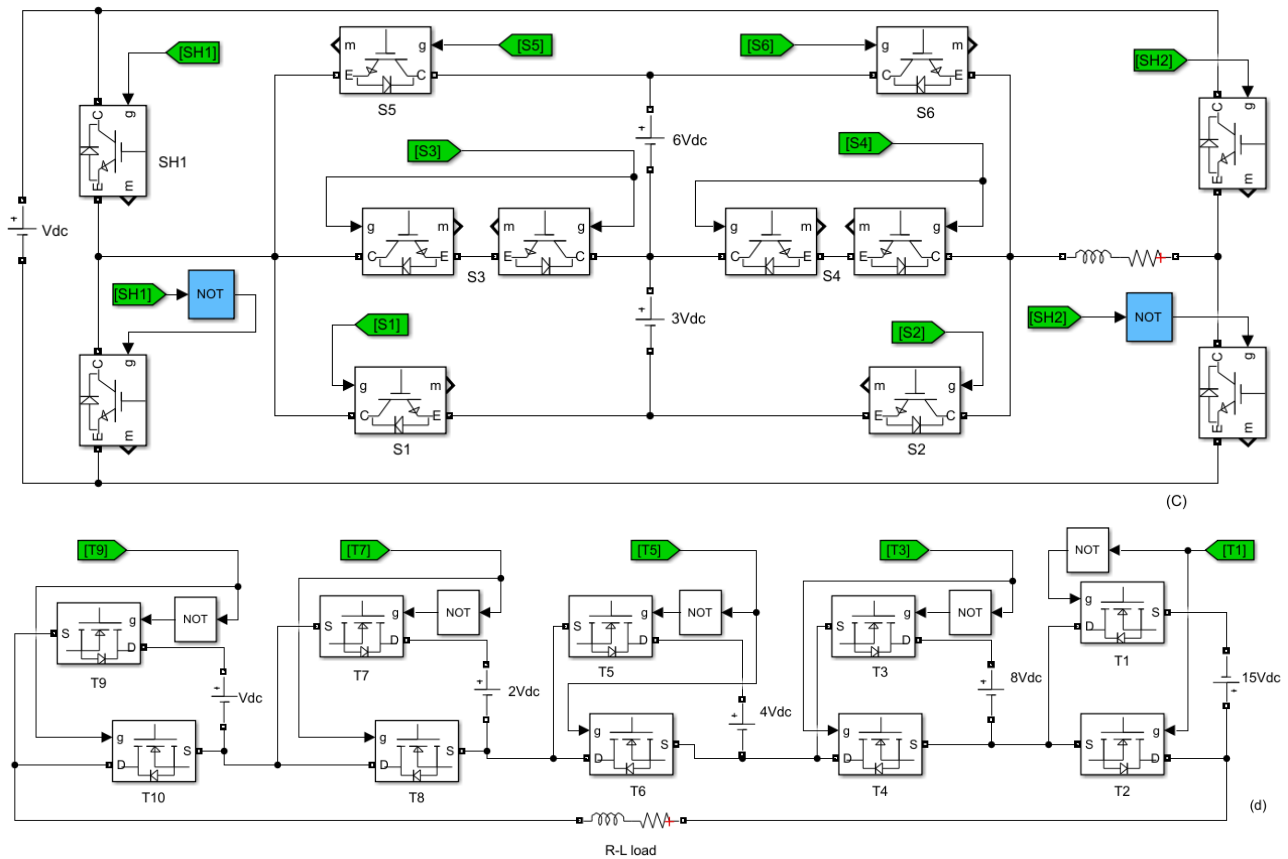 [SH1]
m
g
E
C
S5
[S5]
[S6]
g
m
C
E
S6
[SH2]
C
g
E
m
SH1
6Vdc
C
g
E
m
[S3]
[S4]
+
Vdc
g
m
C
E
m
g
E
C
S3
g
m
C
E
m
g
E
C
S4
[SH1]
NOT
3Vdc
[SH2]
NOT
[S1]
[S2]
C
g
E
m
g
m
C
E
S1
m
g
E
C
S2
C
g
E
m
(C)
[T9]
[T7]
[T5]
[T3]
NOT
[T1]
g
S
D
T9
NOT
g
S
D
T7
NOT
g
S
D
T5
NOT
g
S
D
T3
NOT
g
S
D
T1
Vdc
2Vdc
4Vdc
8Vdc
15Vdc
g
S
D
T10
g
S
D
T8
g
S
D
T6
g
S
D
T4
g
S
D
T2
(d)
R-L load